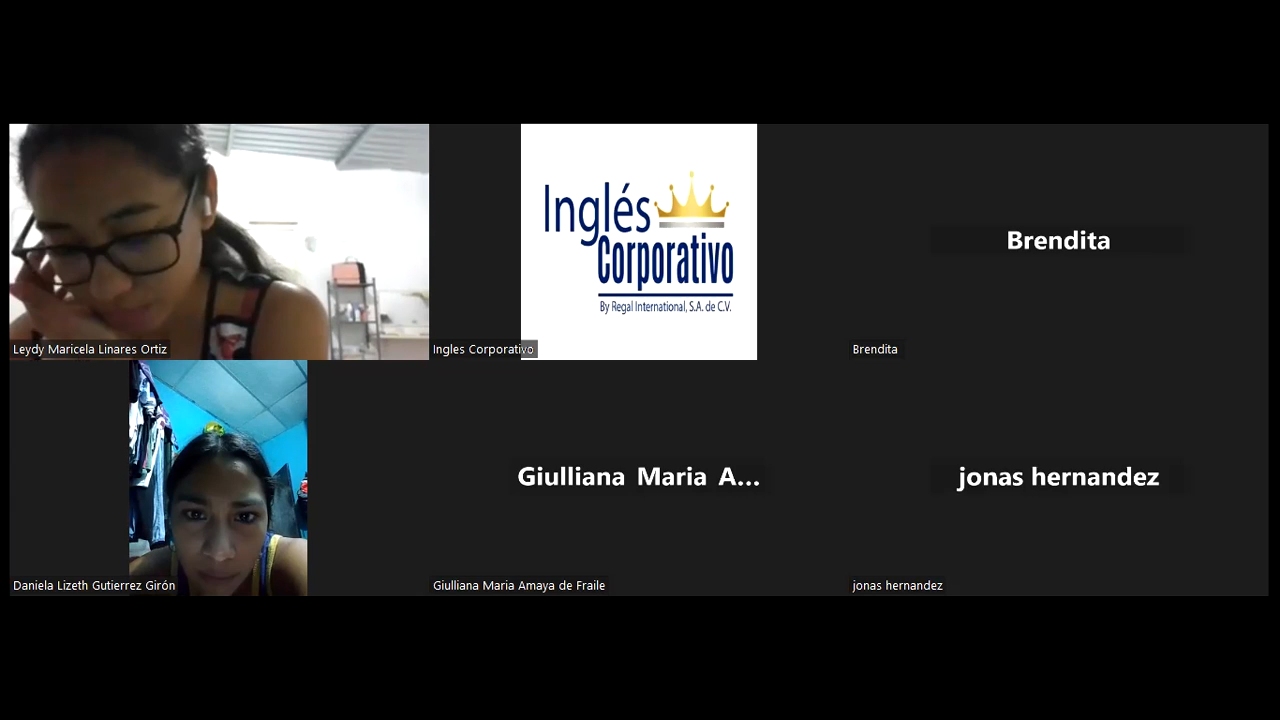 Inglés
Corporativo
By Regal International, S.A. de C.V.
Brendita
Leydy Maricela Linares Ortiz
Ingles Corporativo
Brendita
Giulliana Maria A...
jonas hernandez
Daniela Lizeth Gutierrez Girón
Giulliana Maria Amaya de Fraile
jonas hernandez